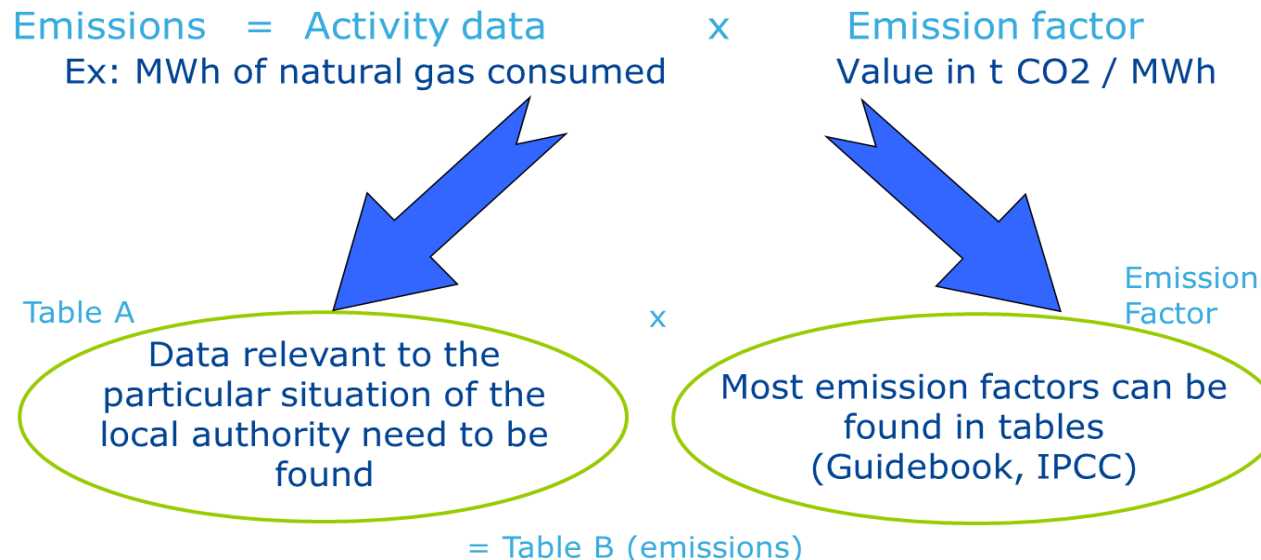 Emissions = Activity data x Emission factor
Ex: MWh of natural gas consumed Value in t CO2 / MWh
Table A
x
Emission
Factor
Data relevant to the
particular situation of the
local authority need to be
found
Most emission factors can be
found in tables
(Guidebook, IPCC)
= Table B (emissions)